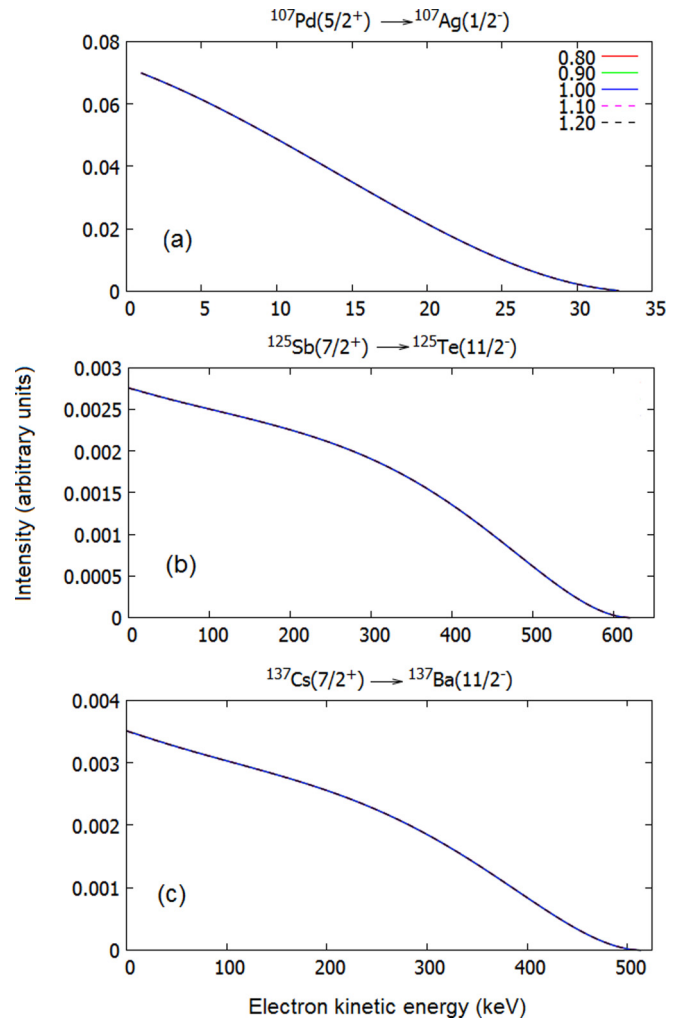 ¹⁰⁷Pd(5/2⁺) → ¹⁰⁷Ag(1/2⁻)
0.08
0.06
0.04
0.02
0
0.80
0.90
1.00
1.10
1.20
(a)
0 5 10 15 20 25 30 35
¹²⁵Sb(7/2⁺) → ¹²⁵Te(11/2⁻)
0.003
0.0025
0.002
0.0015
0.001
0.0005
0
(b)
0 100 200 300 400 500 600
Intensity (arbitrary units)
¹³⁷Cs(7/2⁺) → ¹³⁷Ba(11/2⁻)
0.004
0.003
0.002
0.001
0
(c)
0 100 200 300 400 500
Electron kinetic energy (keV)